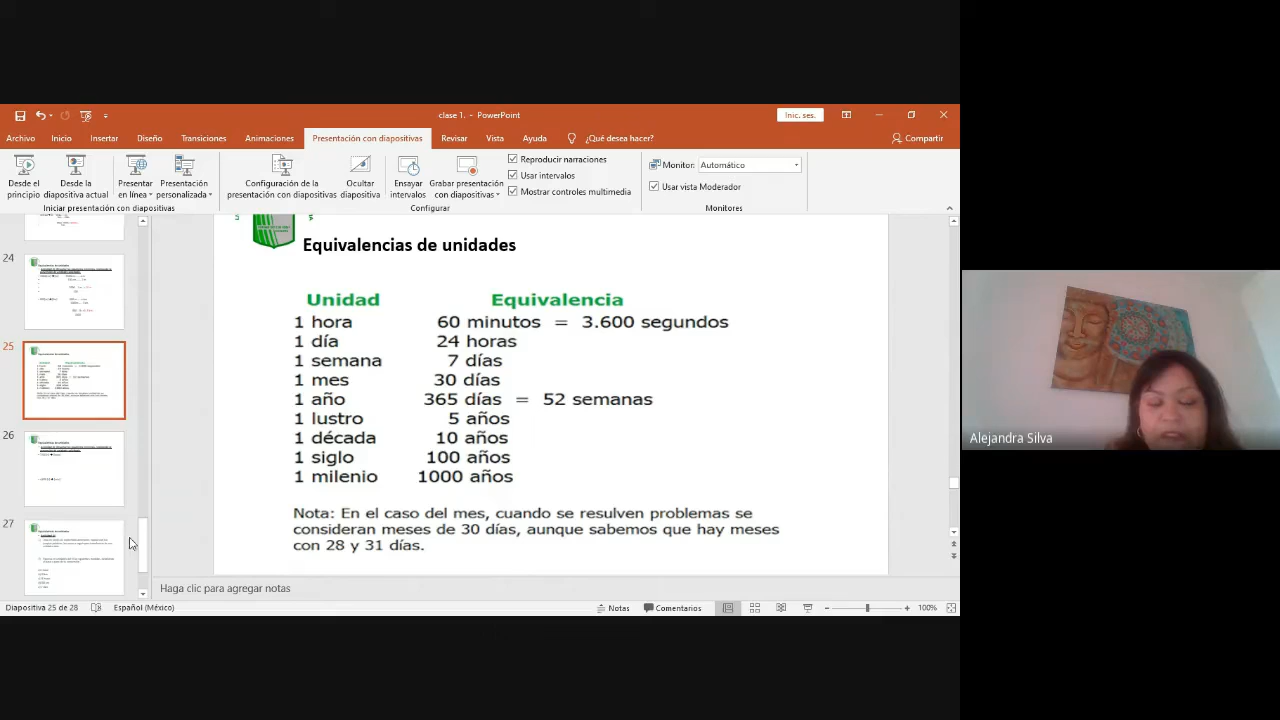 clase 1. - PowerPoint
Inic. ses.
Archivo Inicio Insertar Diseño Transiciones Animaciones Presentación con diapositivas Revisar Vista Ayuda ¿Qué desea hacer? Compartir
Desde el principio
Desde la diapositiva actual
Presentar en línea
Presentación personalizada
Iniciar presentación con diapositivas
Configuración de la presentación con diapositivas
Ocultar diapositiva
Ensayar intervalos
Grabar presentación con diapositivas
Reproducir narraciones
Usar intervalos
Mostrar controles multimedia
Configurar
Monitor: Automático
Usar vista Moderador
Monitores
24
25
26
27
Equivalencias de unidades
Unidad Equivalencia
1 hora 60 minutos = 3.600 segundos
1 día 24 horas
1 semana 7 días
1 mes 30 días
1 año 365 días = 52 semanas
1 lustro 5 años
1 década 10 años
1 siglo 100 años
1 milenio 1000 años
Nota: En el caso del mes, cuando se resulven problemas se
consideran meses de 30 días, aunque sabemos que hay meses
con 28 y 31 días.
Haga clic para agregar notas
Diapositiva 25 de 28 Español (México) Notas Comentarios 100%
Alejandra Silva